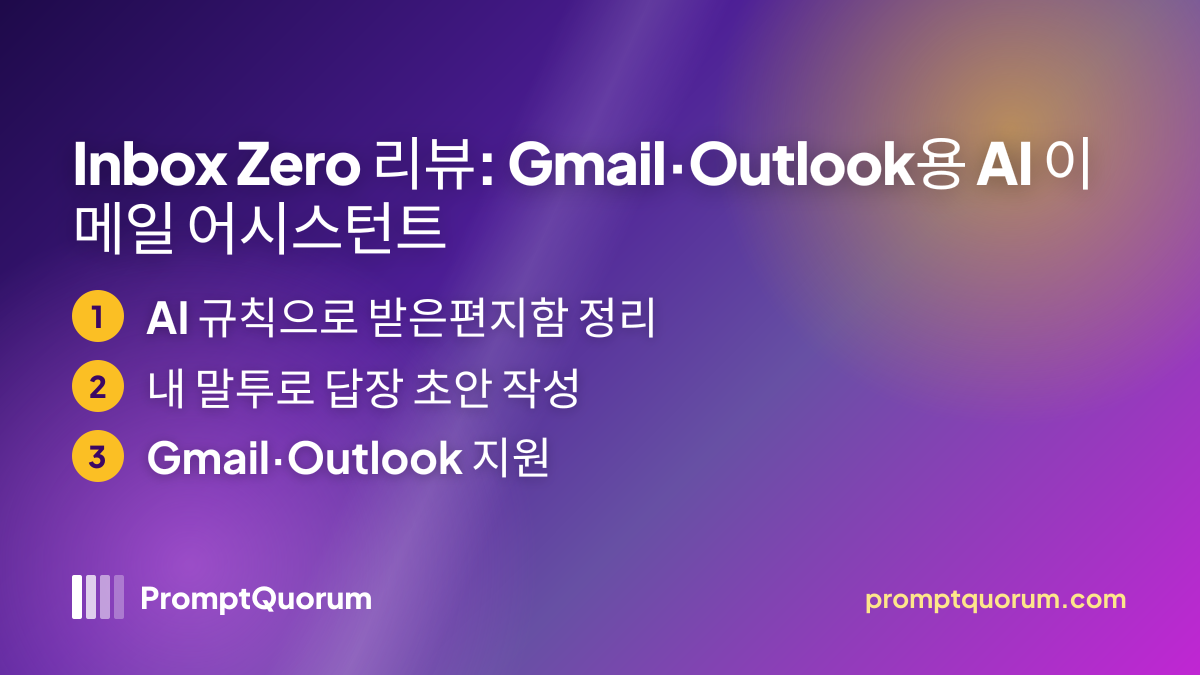 Inbox Zero 리뷰: Gmail·Outlook용 AI 이
메일 어시스턴트
1 AI 규칙으로 받은편지함 정리
2 내 말투로 답장 초안 작성
3 Gmail·Outlook 지원
PromptQuorum
promptquorum.com